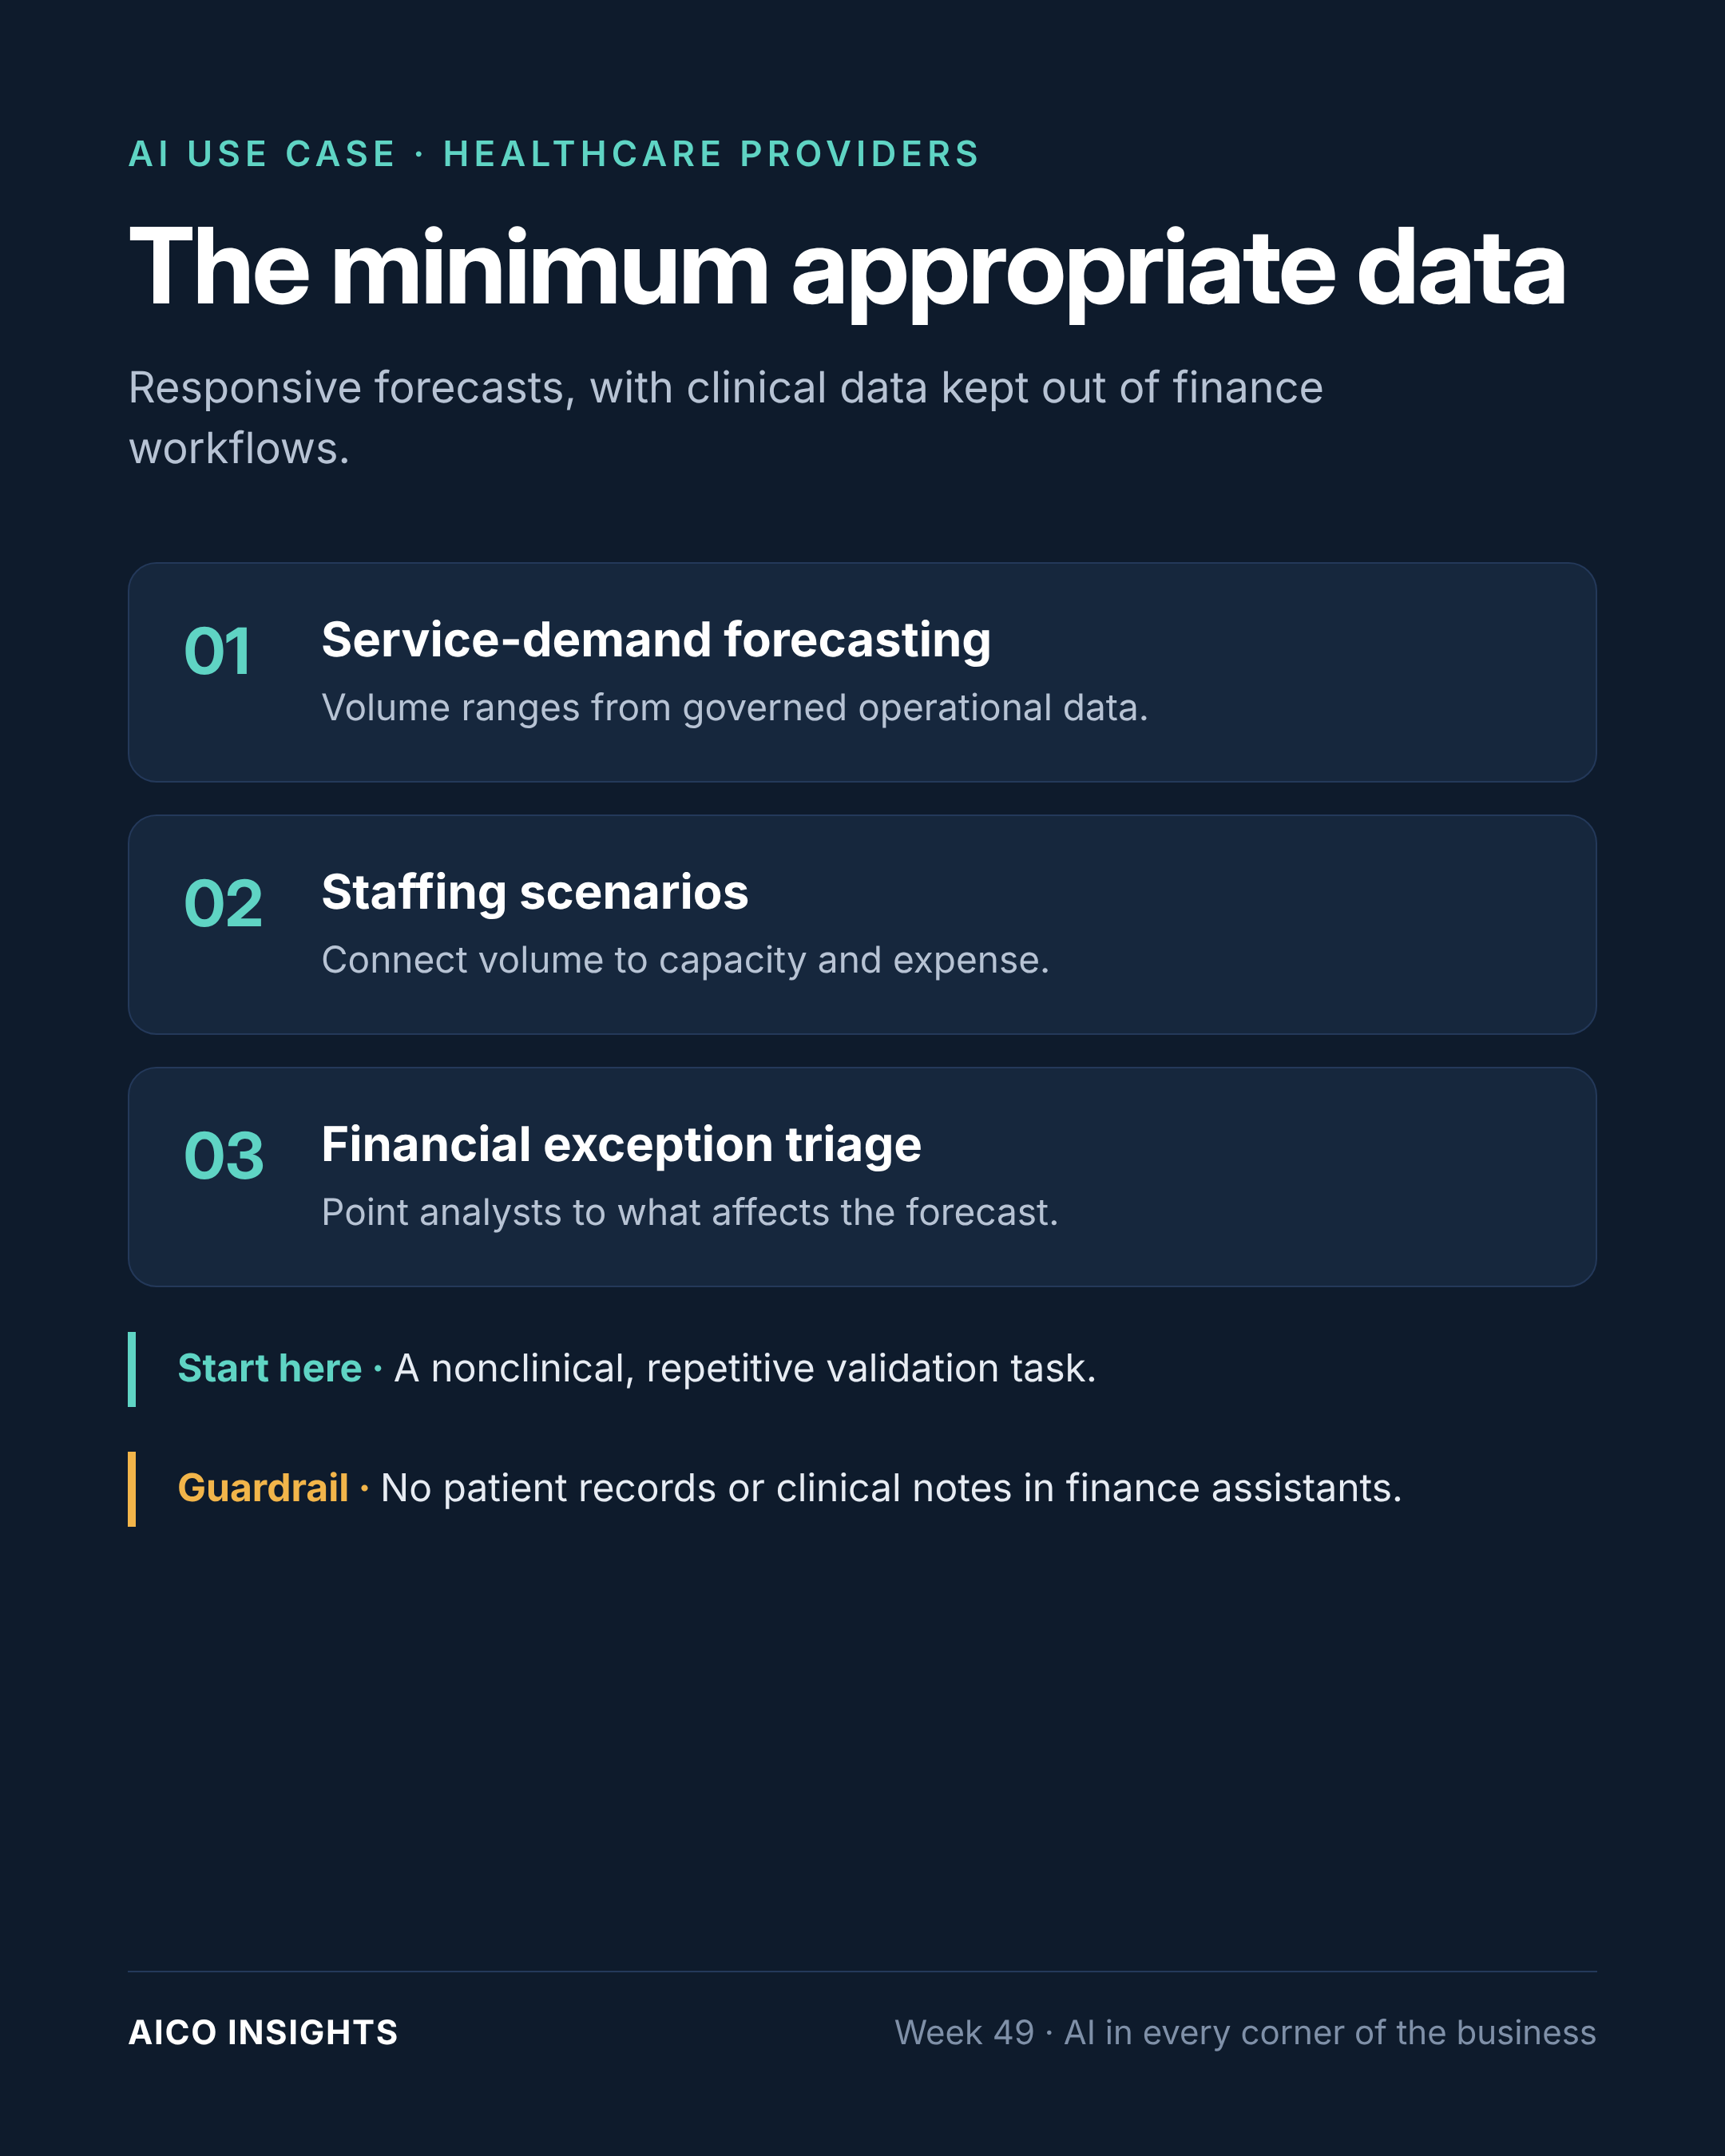 AI USE CASE · HEALTHCARE PROVIDERS
The minimum appropriate data
Responsive forecasts, with clinical data kept out of finance
workflows.
01
Service-demand forecasting
Volume ranges from governed operational data.
02
Staffing scenarios
Connect volume to capacity and expense.
03
Financial exception triage
Point analysts to what affects the forecast.
Start here · A nonclinical, repetitive validation task.
Guardrail · No patient records or clinical notes in finance assistants.
AICO INSIGHTS
Week 49 · AI in every corner of the business